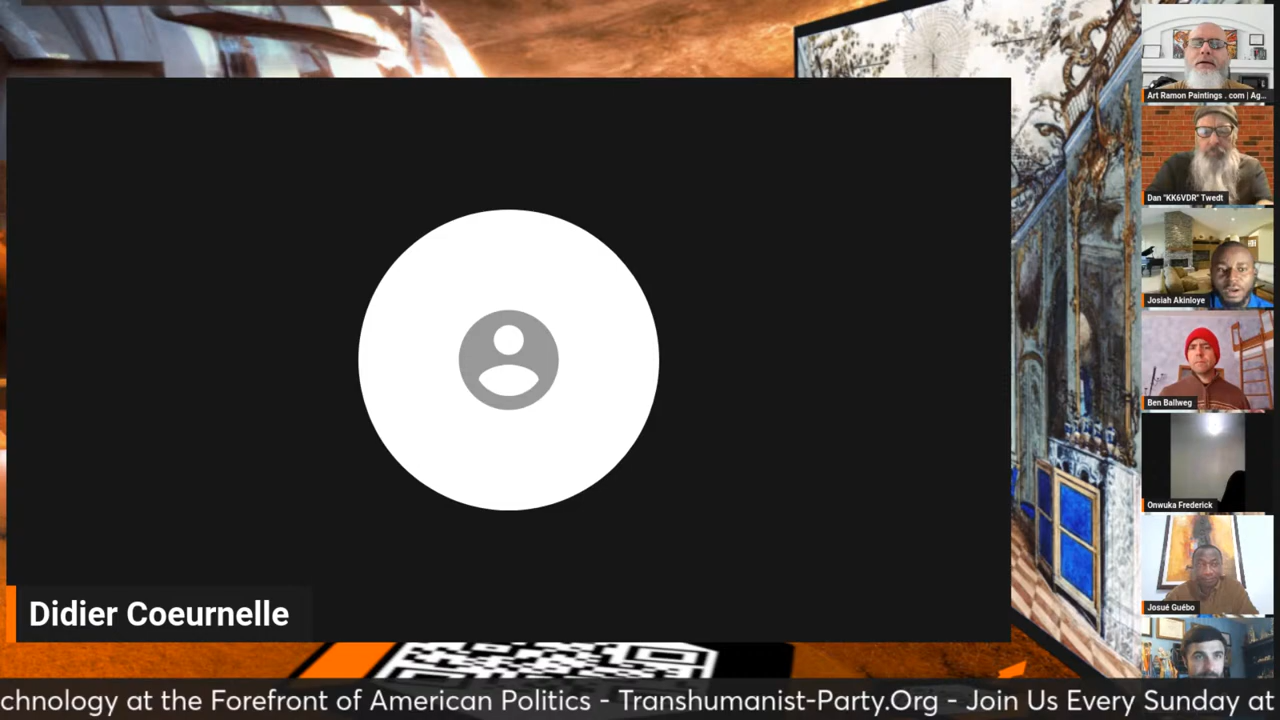 Art Ramon Paintings . com | Ag...
Dan "KK6VDR" Twedt
Josiah Akinloye
Ben Ballweg
Onwuka Frederick
Josué Guébo
Didier Coeurnelle
chnology at the Forefront of American Politics - Transhumanist-Party.Org - Join Us Every Sunday at